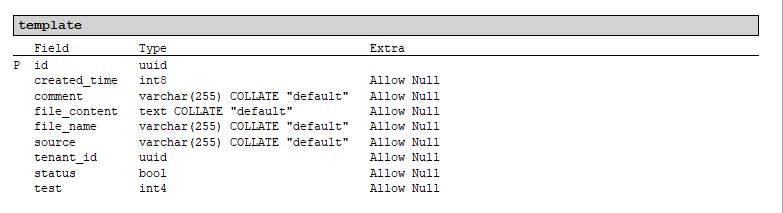 template
Field Type Extra
P id uuid
created_time int8 Allow Null
comment varchar(255) COLLATE "default" Allow Null
file_content text COLLATE "default" Allow Null
file_name varchar(255) COLLATE "default" Allow Null
source varchar(255) COLLATE "default" Allow Null
tenant_id uuid Allow Null
status bool Allow Null
test int4 Allow Null